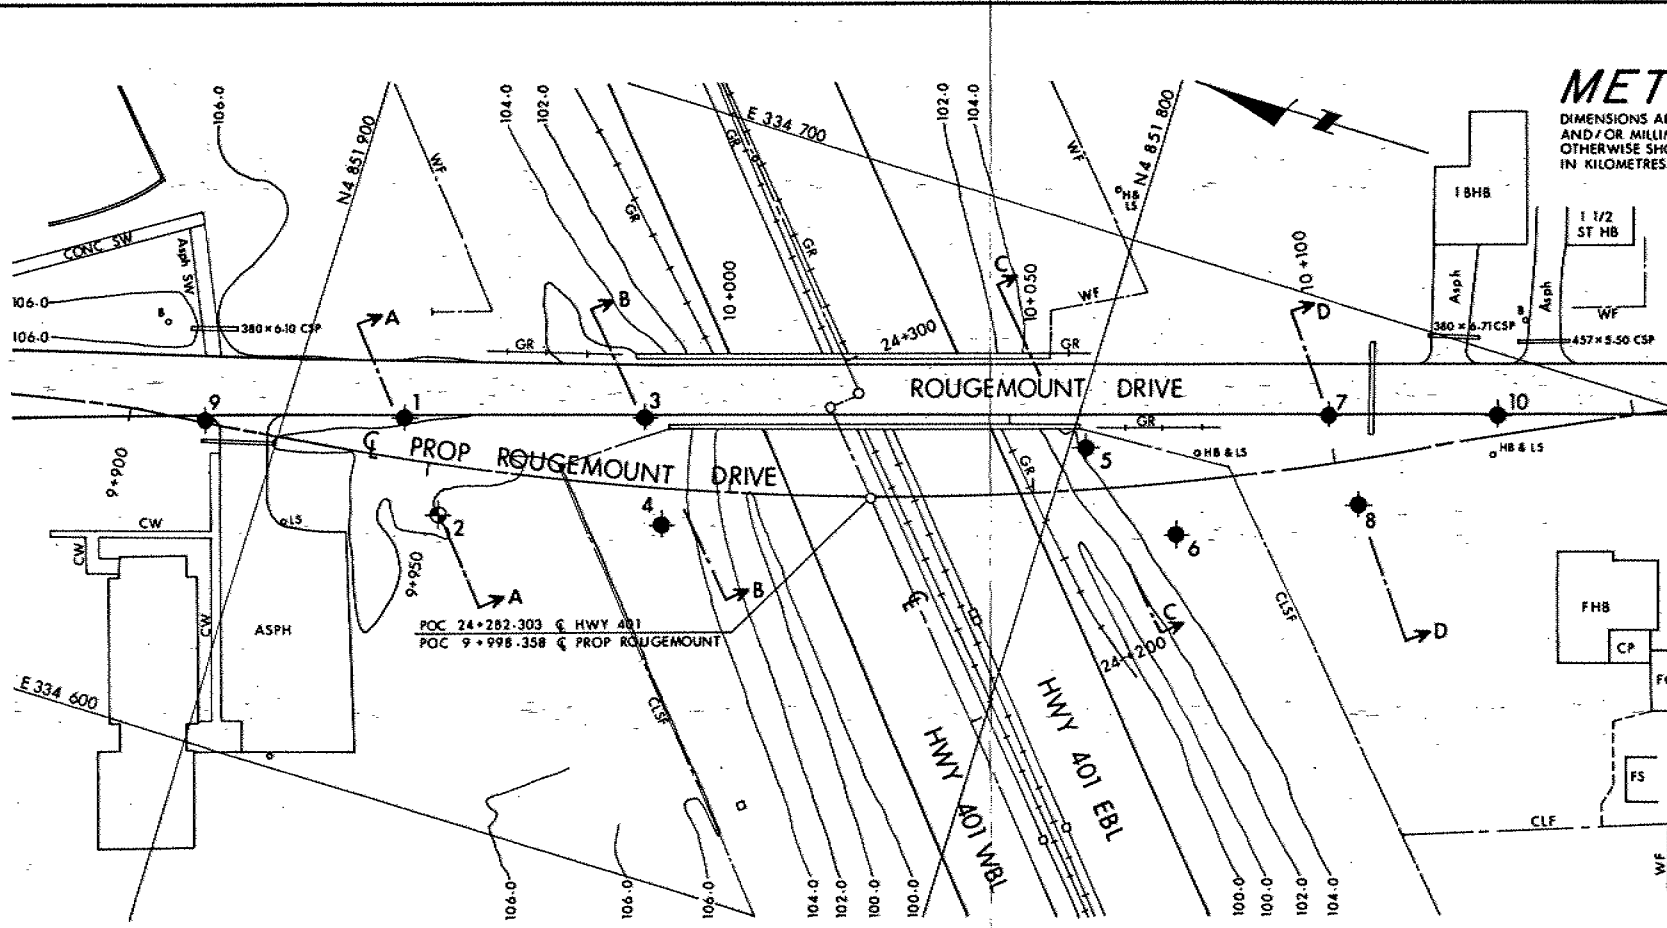 MET
DIMENSIONS A
AND/OR MILLI
OTHERWISE SHO
IN KILOMETRES
106.0
104.0
102.0
N4 851 900
WF
GR
GR
GR
GR
E 334 700
102.0
104.0
WF
N4 851 800
HB & LS
N
1 BHB
1 1/2 ST HB
CONC SW
Asph SW
106.0
106.0
B
380 × 6.10 CSP
A
B
10+000
C
10+050
WF
10+100
D
Asph
Asph
B
WF
380 × 6.71 CSP
457 × 5.50 CSP
GR
24+300
GR
ROUGEMOUNT DRIVE
9
1
3
7
10
GR
℄ PROP ROUGEMOUNT DRIVE
5
HB & LS
HB & LS
9+900
GR
CW
LS
2
4
6
8
CW
9+950
A
B
℄
C
CLSF
D
FHB
CP
CW
ASPH
POC 24+282.303 ℄ HWY 401
POC 9+998.358 ℄ PROP ROUGEMOUNT
24+200
E 334 600
CLSF
HWY 401 WBL
HWY 401 EBL
FS
CLF
WF
106.0
106.0
106.0
104.0
102.0
100.0
100.0
100.0
100.0
102.0
104.0